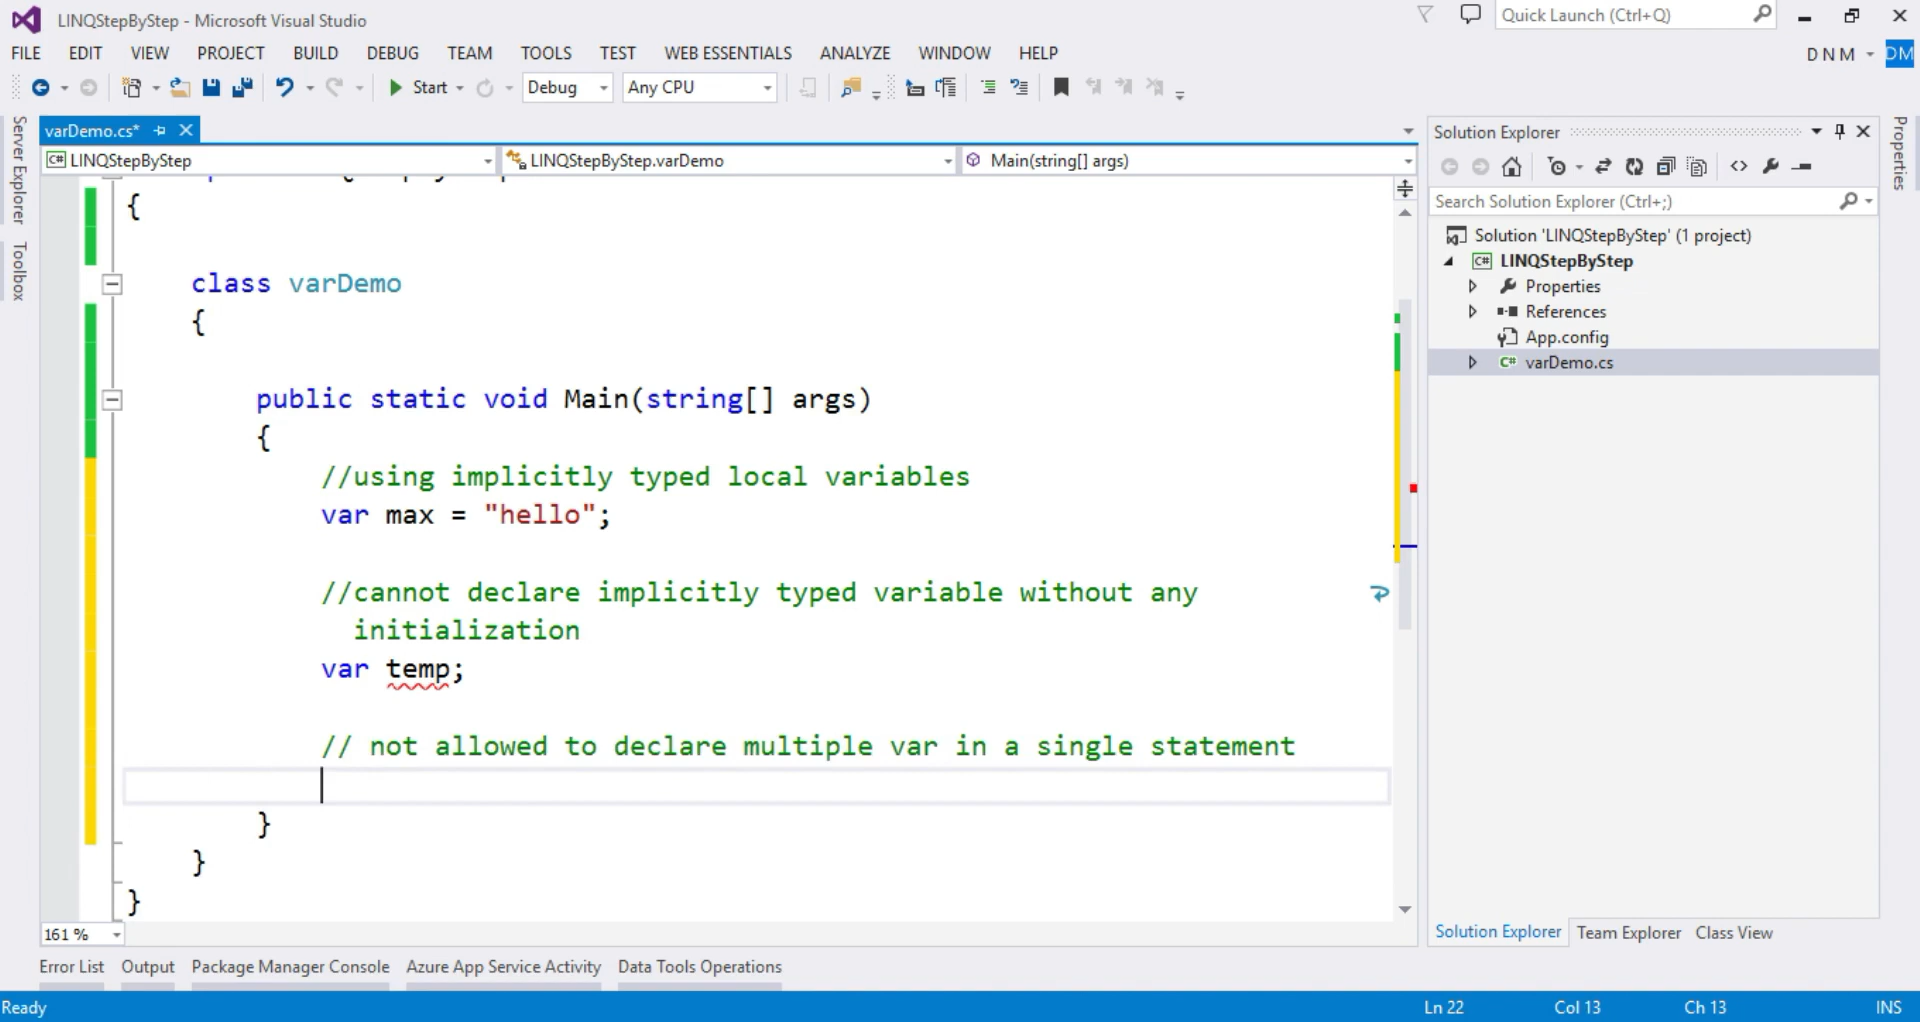 LINQStepByStep - Microsoft Visual Studio
Quick Launch (Ctrl+Q)
FILE EDIT VIEW PROJECT BUILD DEBUG TEAM TOOLS TEST WEB ESSENTIALS ANALYZE WINDOW HELP
D N M
DM
Start
Debug
Any CPU
Server Explorer
Toolbox
varDemo.cs*
C# LINQStepByStep
LINQStepByStep.varDemo
Main(string[] args)
{
class varDemo
{
public static void Main(string[] args)
{
//using implicitly typed local variables
var max = "hello";
//cannot declare implicitly typed variable without any
initialization
var temp;
// not allowed to declare multiple var in a single statement
}
}
}
161 %
Solution Explorer
Search Solution Explorer (Ctrl+;)
Solution 'LINQStepByStep' (1 project)
C# LINQStepByStep
Properties
References
App.config
C# varDemo.cs
Solution Explorer Team Explorer Class View
Properties
Error List Output Package Manager Console Azure App Service Activity Data Tools Operations
Ready
Ln 22 Col 13 Ch 13 INS